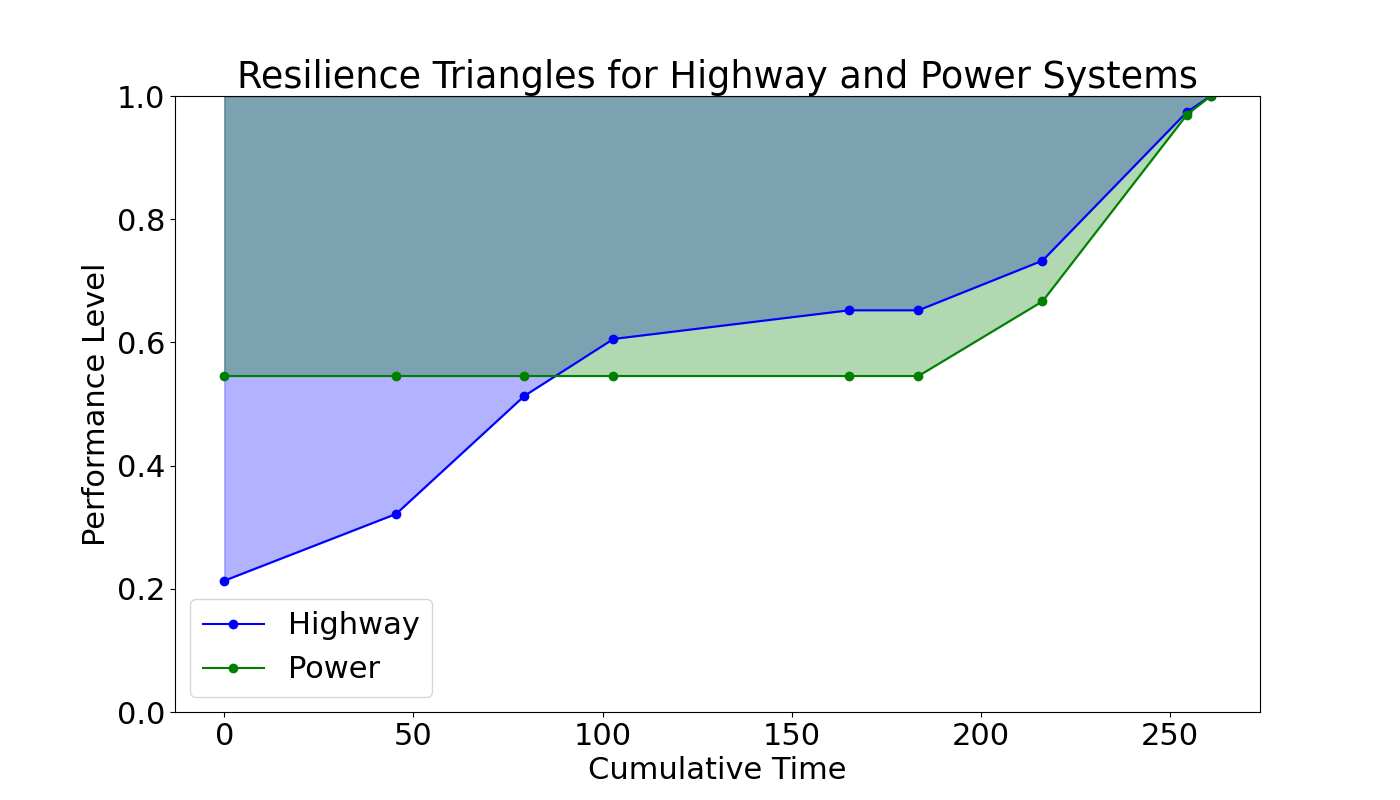 Resilience Triangles for Highway and Power Systems
1.0
0.8
0.6
0.4
0.2
0.0
Performance Level
Highway
Power
0 50 100 150 200 250
Cumulative Time